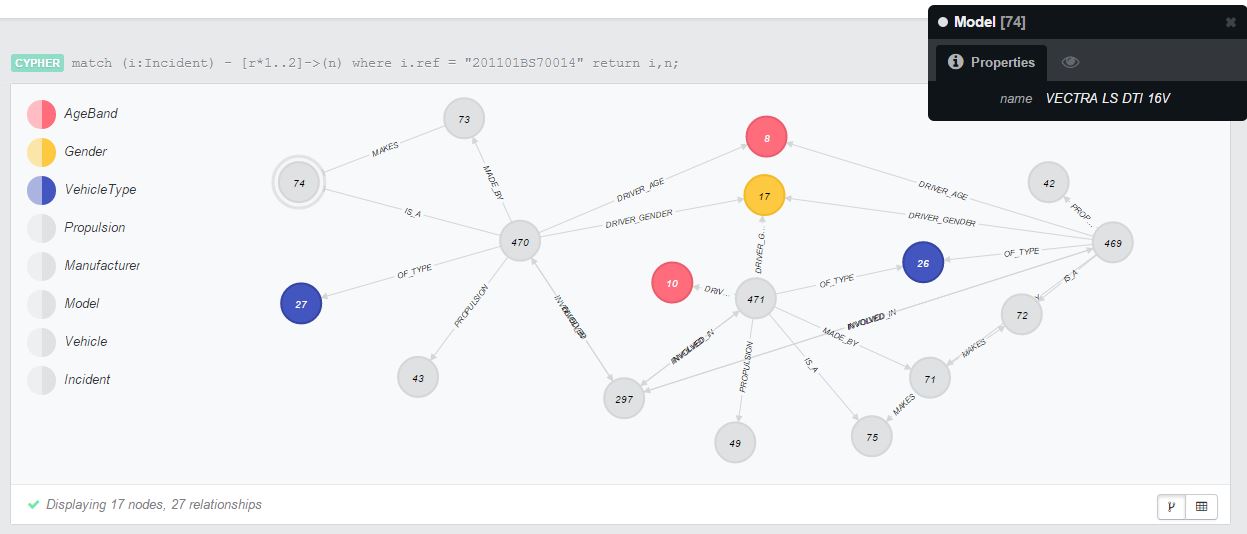 Model [74]
Properties
name VECTRA LS DTI 16V
CYPHER match (i:Incident) - [r*1..2]->(n) where i.ref = "201101BS70014" return i,n;
AgeBand
Gender
VehicleType
Propulsion
Manufacturer
Model
Vehicle
Incident
73
8
MAKES
74
MADE_BY
DRIVER_AGE
DRIVER_AGE
42
17
IS_A
DRIVER_GENDER
DRIVER_GENDER
PROP...
470
DRIVER_G...
469
OF_TYPE
26
OF_TYPE
10
DRIV...
471
OF_TYPE
IS_A
27
PROPULSION
72
INVOLVED_IN
MADE_BY
INVOLVED_IN
MAKES
PROPULSION
IS_A
43
71
297
MAKES
49
75
Displaying 17 nodes, 27 relationships